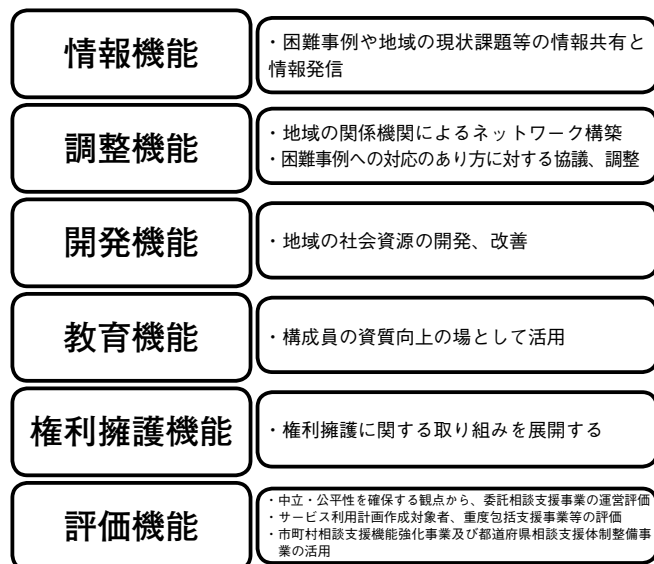 情報機能
・困難事例や地域の現状課題等の情報共有と
情報発信
調整機能
・地域の関係機関によるネットワーク構築
・困難事例への対応のあり方に対する協議、調整
開発機能
・地域の社会資源の開発、改善
教育機能
・構成員の資質向上の場として活用
権利擁護機能
・権利擁護に関する取り組みを展開する
評価機能
・中立・公平性を確保する観点から、委託相談支援事業の運営評価
・サービス利用計画作成対象者、重度包括支援事業等の評価
・市町村相談支援機能強化事業及び都道府県相談支援体制整備事
業の活用